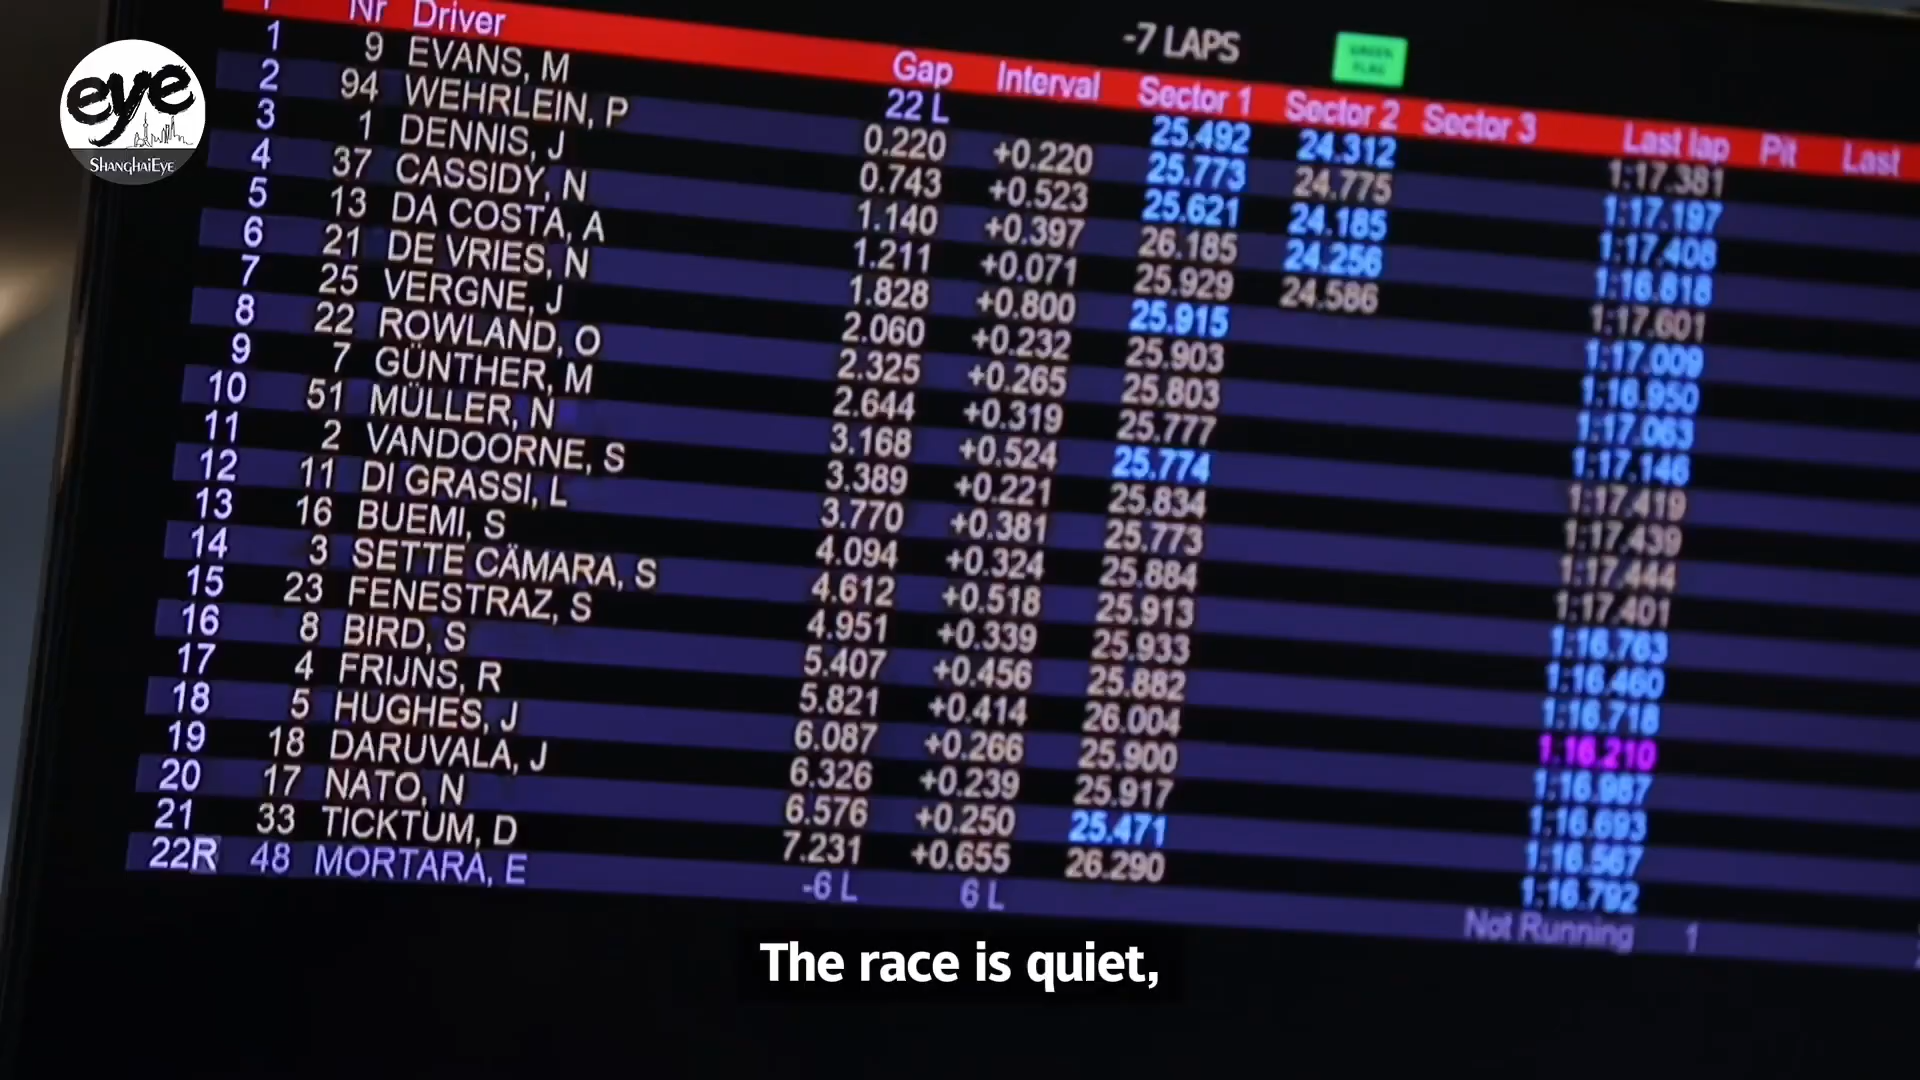 eye
SHANGHAIEYE
-7 LAPS GREEN FLAG
Nr Driver Gap Interval Sector 1 Sector 2 Sector 3 Last lap Pit Last
1 9 EVANS, M 22 L 25.492 24.312 1:17.381
2 94 WEHRLEIN, P 0.220 +0.220 25.773 24.775 1:17.197
3 1 DENNIS, J 0.743 +0.523 25.621 24.185 1:17.408
4 37 CASSIDY, N 1.140 +0.397 26.185 24.256 1:16.818
5 13 DA COSTA, A 1.211 +0.071 25.929 24.586 1:17.601
6 21 DE VRIES, N 1.828 +0.800 25.915 1:17.009
7 25 VERGNE, J 2.060 +0.232 25.903 1:16.950
8 22 ROWLAND, O 2.325 +0.265 25.803 1:17.063
9 7 GÜNTHER, M 2.644 +0.319 25.777 1:17.146
10 51 MÜLLER, N 3.168 +0.524 25.774 1:17.419
11 2 VANDOORNE, S 3.389 +0.221 25.834 1:17.439
12 11 DI GRASSI, L 3.770 +0.381 25.773 1:17.444
13 16 BUEMI, S 4.094 +0.324 25.884 1:17.401
14 3 SETTE CÄMARA, S 4.612 +0.518 25.913 1:16.763
15 23 FENESTRAZ, S 4.951 +0.339 25.933 1:16.460
16 8 BIRD, S 5.407 +0.456 25.882 1:16.718
17 4 FRIJNS, R 5.821 +0.414 26.004 1:16.210
18 5 HUGHES, J 6.087 +0.266 25.900 1:16.987
19 18 DARUVALA, J 6.326 +0.239 25.917 1:16.693
20 17 NATO, N 6.576 +0.250 25.471 1:16.567
21 33 TICKTUM, D 7.231 +0.655 26.290 1:16.792
22R 48 MORTARA, E -6 L 6 L Not Running 1
The race is quiet,